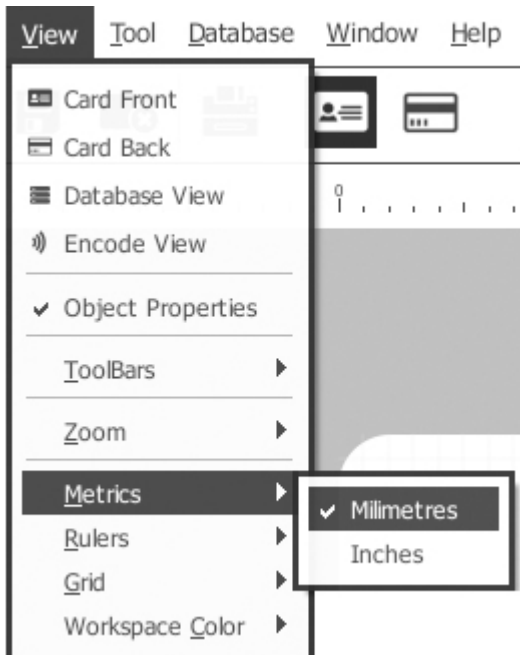 View Tool Database Window Help
Card Front
Card Back
Database View
0
Encode View
Object Properties
ToolBars
Zoom
Metrics
Milimetres
Rulers
Inches
Grid
Workspace Color